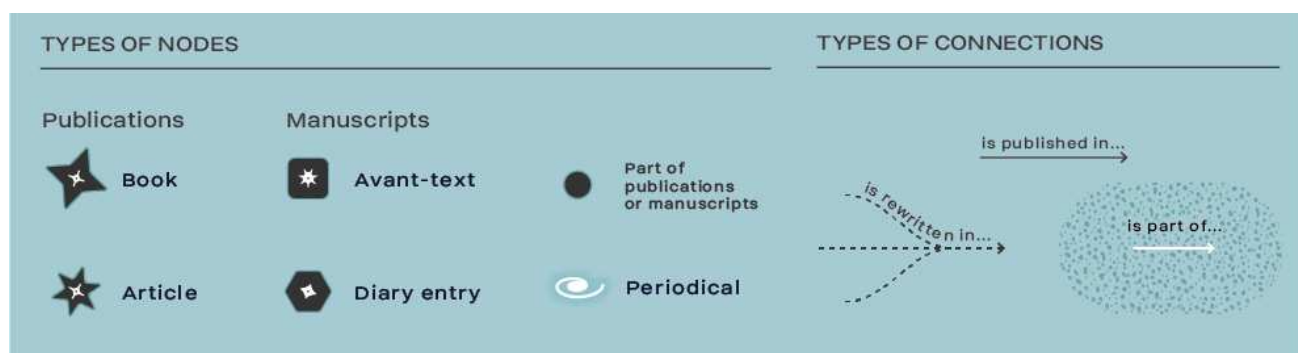 TYPES OF NODES
TYPES OF CONNECTIONS
Publications
Manuscripts
Book
Avant-text
Part of
publications
or manuscripts
Article
Diary entry
Periodical
is published in...
is rewritten in...
is part of...